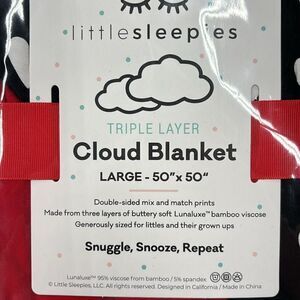 littlesleepies
TRIPLE LAYER
Cloud Blanket
LARGE - 50"x 50"
Double-sided mix and match prints
Made from three layers of buttery soft Lunaluxe™ bamboo viscose
Generously sized for littles and their grown ups
Snuggle, Snooze, Repeat
Lunaluxe™ 95% viscose from bamboo / 5% spandex
© Little Sleepies, LLC. All rights reserved. Designed in California / Made in China